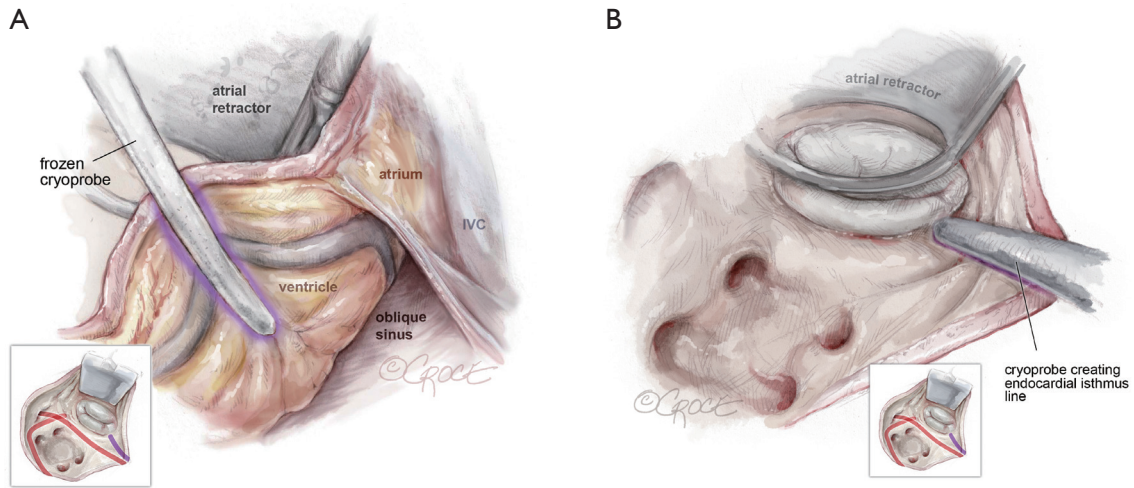 A
atrial
retractor
frozen
cryoprobe
atrium
IVC
ventricle
oblique
sinus
©CROCE
B
atrial retractor
cryoprobe creating
endocardial isthmus
line
©CROCE